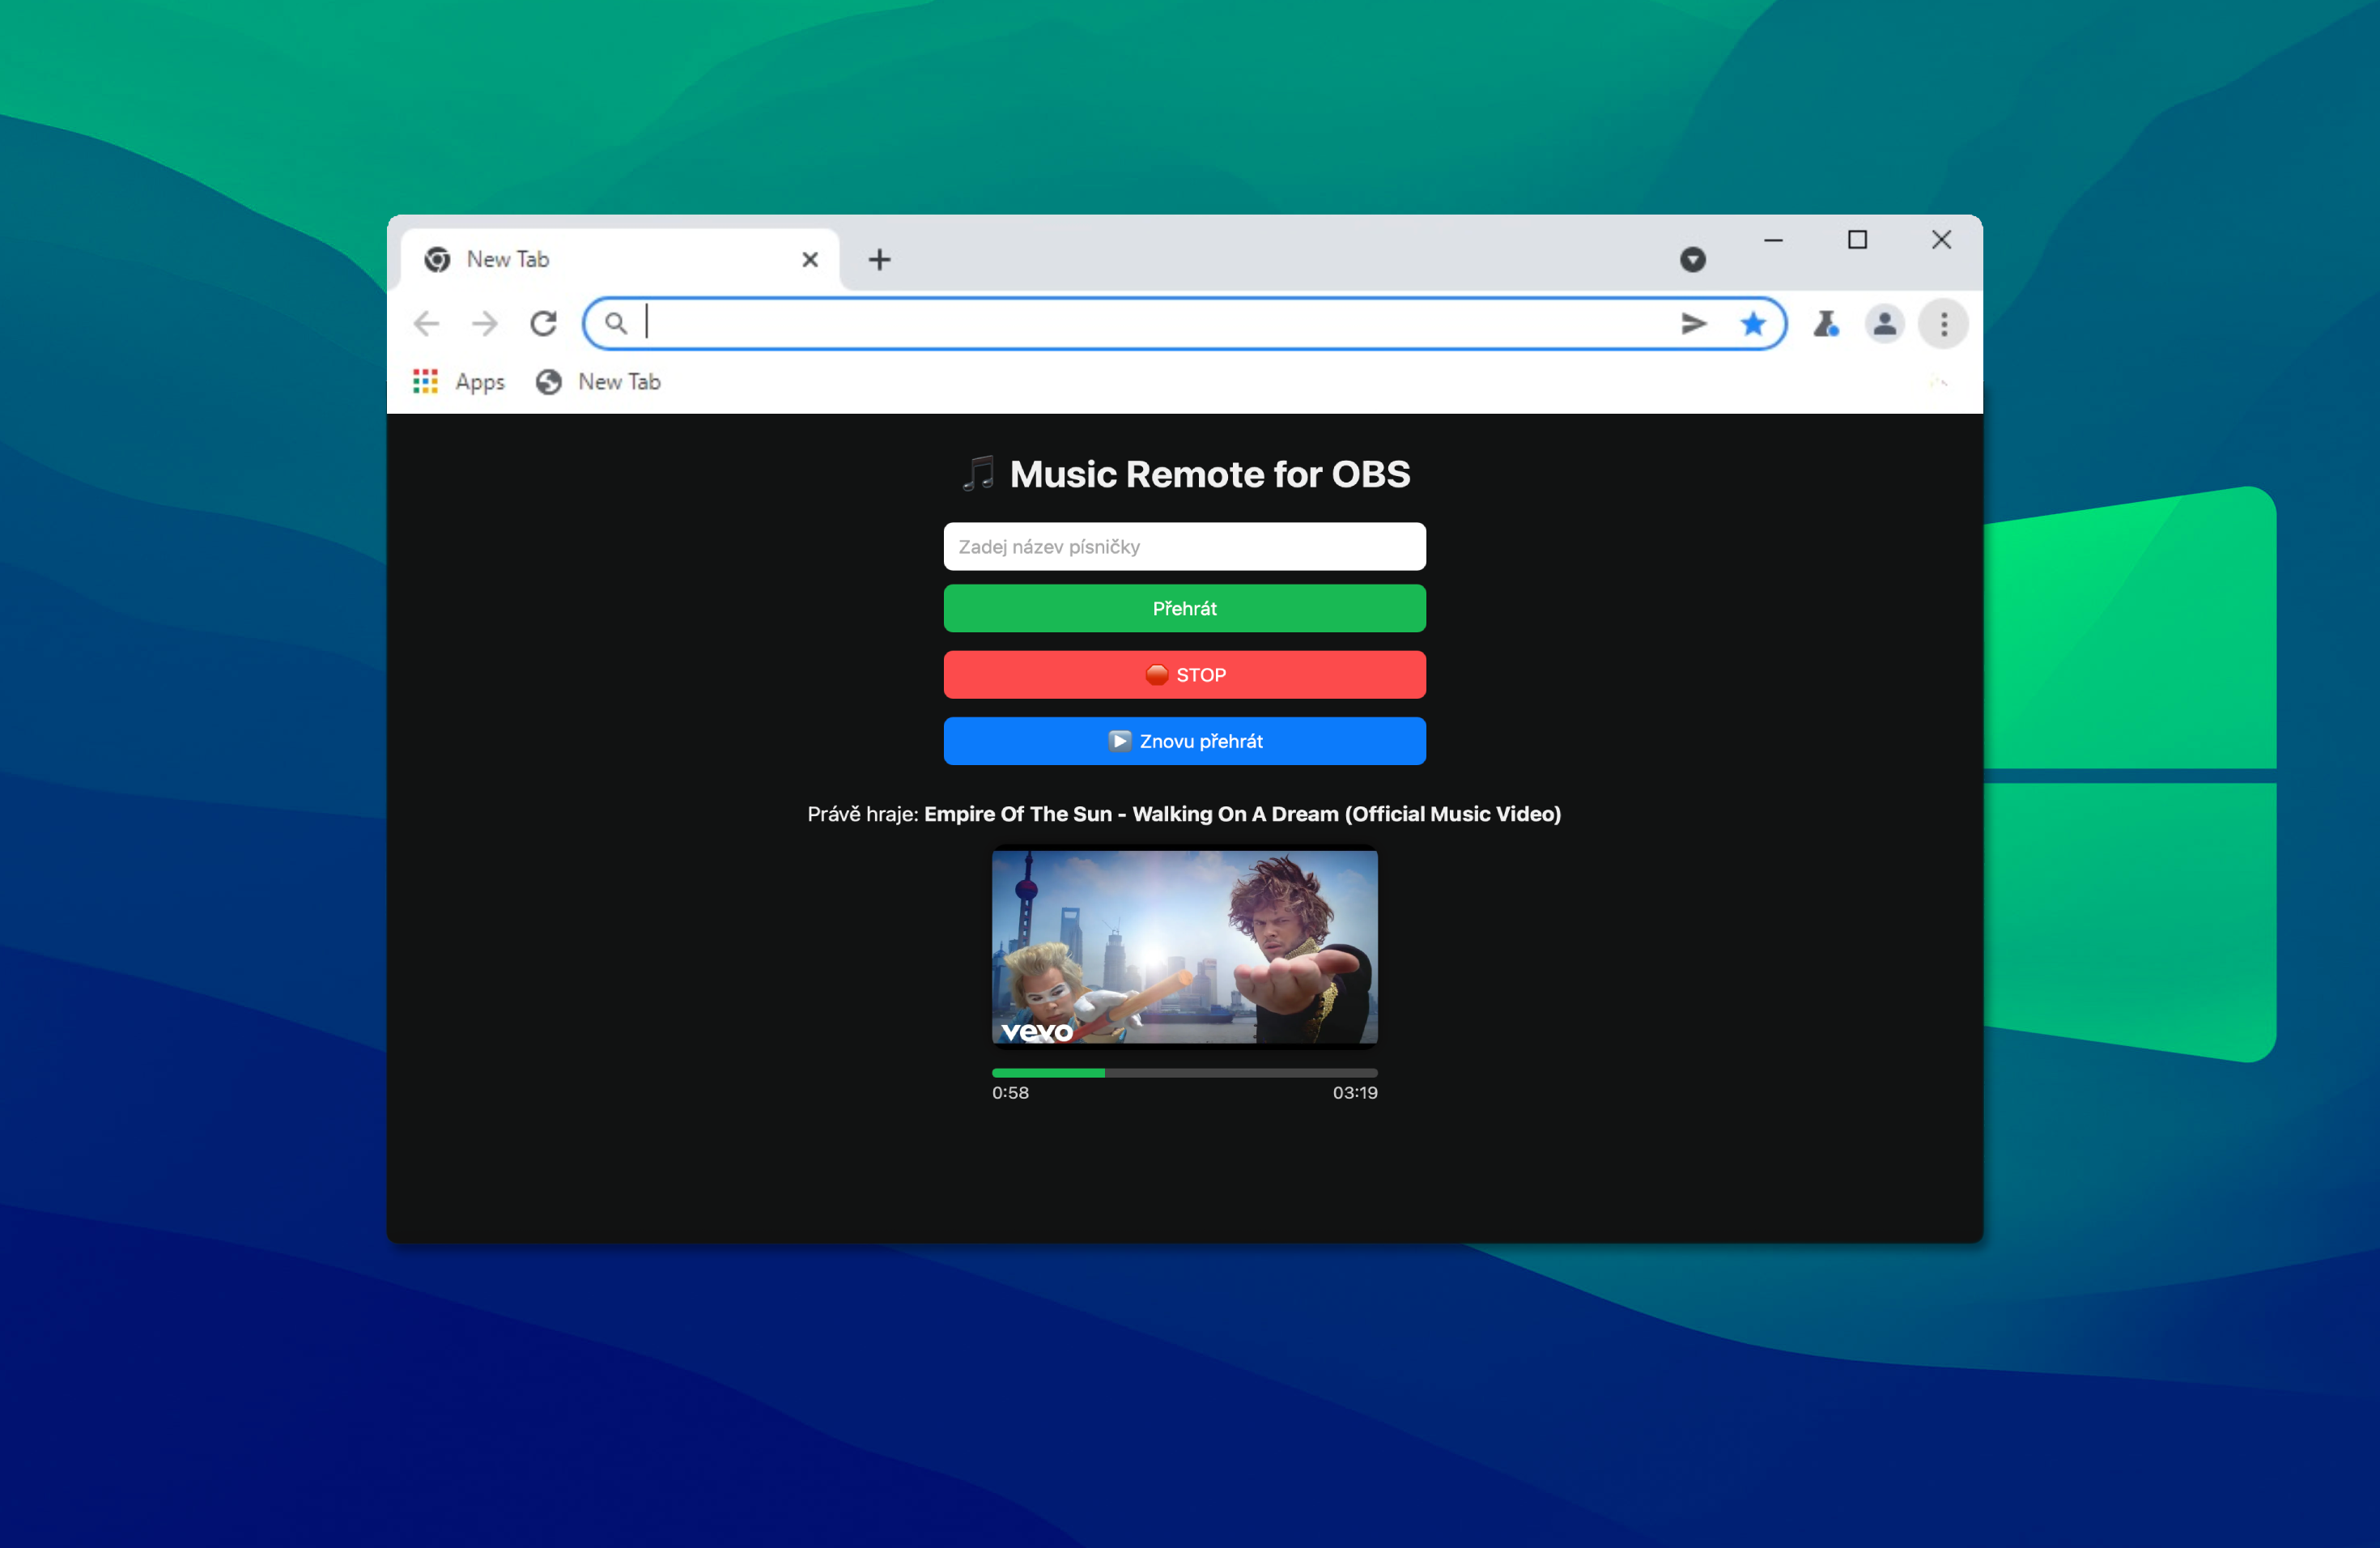 New Tab
Apps
New Tab
🎵 Music Remote for OBS
Zadej název písničky
Přehrát
🛑 STOP
▶️ Znovu přehrát
Právě hraje: Empire Of The Sun - Walking On A Dream (Official Music Video)
vevo
0:58 03:19